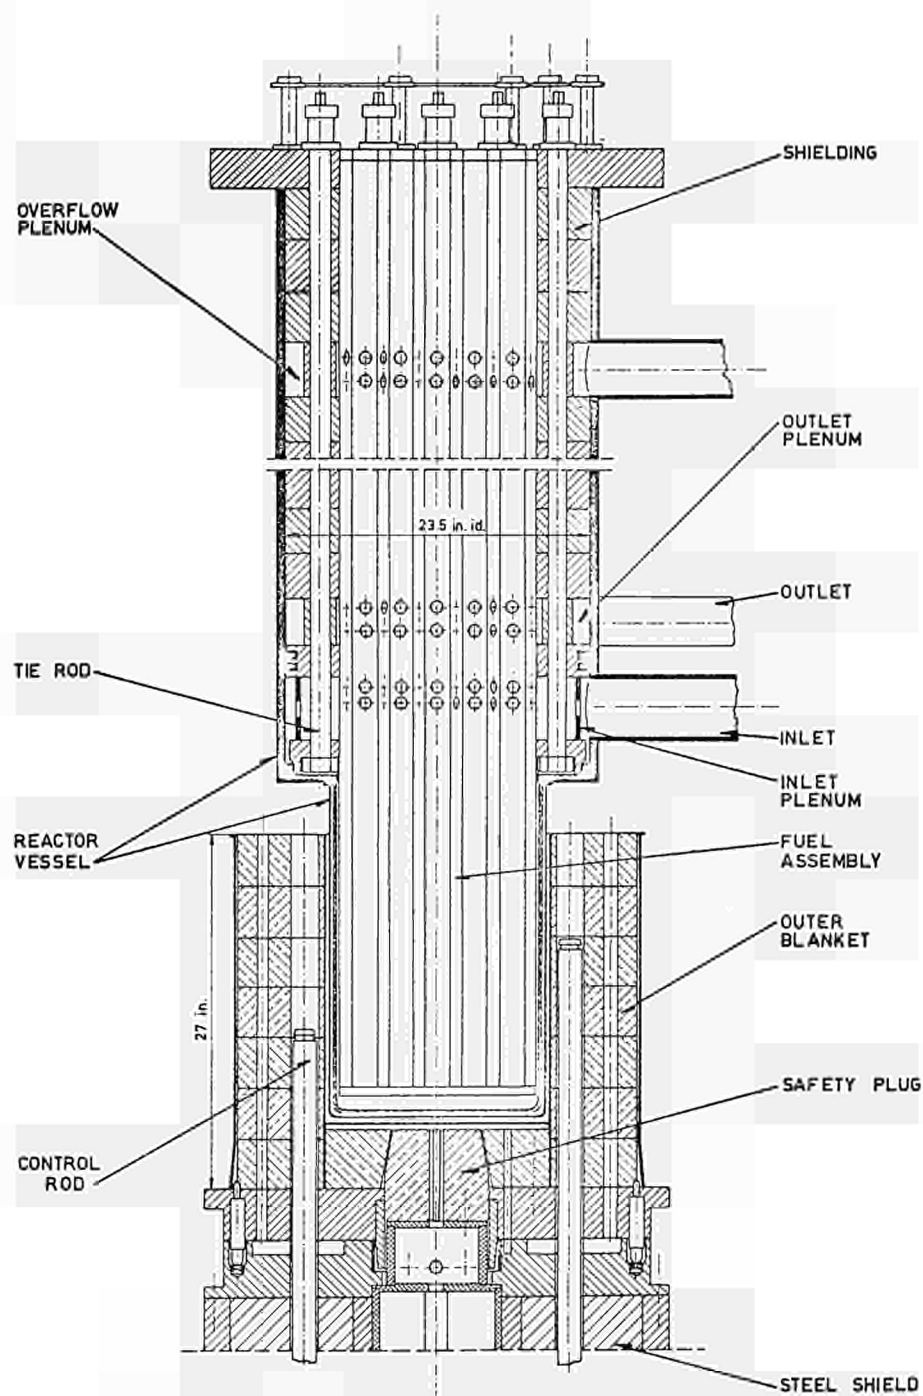 SHIELDING
OVERFLOW
PLENUM
OUTLET
PLENUM
23.5 in. id.
OUTLET
TIE ROD
INLET
INLET
PLENUM
REACTOR
VESSEL
FUEL
ASSEMBLY
OUTER
BLANKET
27 in.
SAFETY PLUG
CONTROL
ROD
STEEL SHIELD